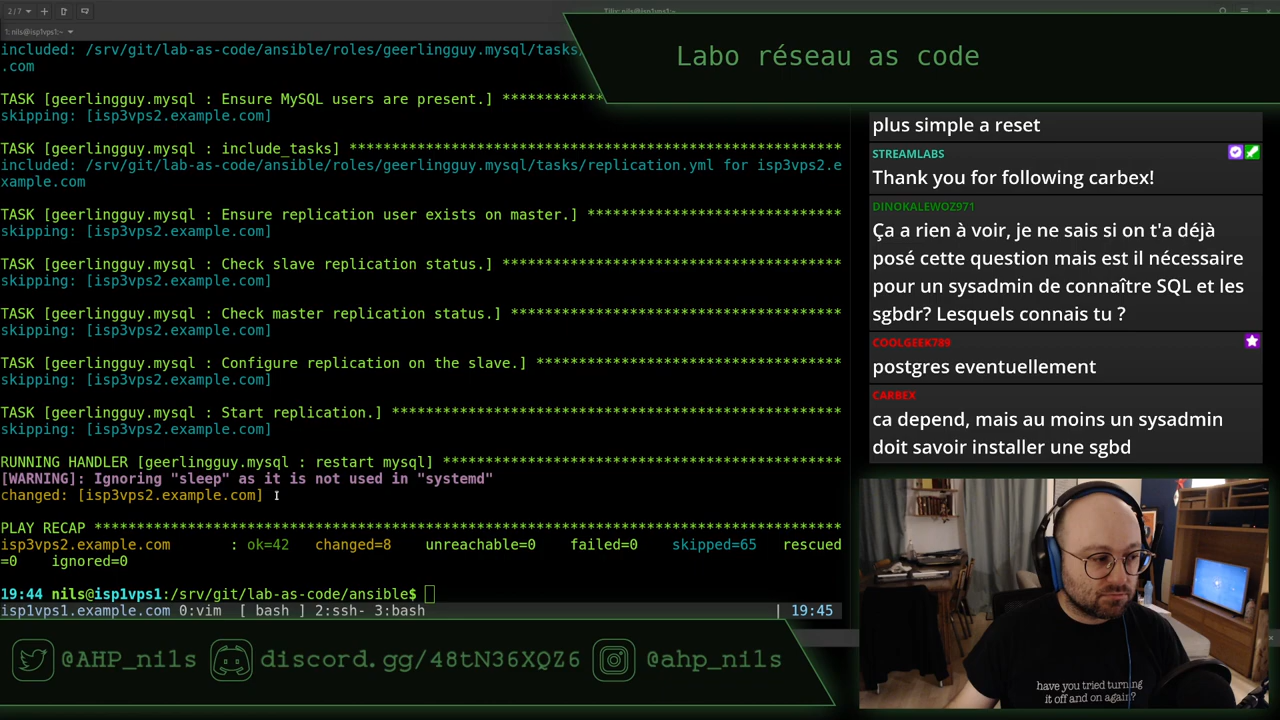 2/7
Tilix: nils@isp1vps1:~
1: nils@isp1vps1:~
included: /srv/git/lab-as-code/ansible/roles/geerlingguy.mysql/tasks/
.com
TASK [geerlingguy.mysql : Ensure MySQL users are present.] ************
skipping: [isp3vps2.example.com]
TASK [geerlingguy.mysql : include_tasks] **********************************************************
included: /srv/git/lab-as-code/ansible/roles/geerlingguy.mysql/tasks/replication.yml for isp3vps2.e
xample.com
TASK [geerlingguy.mysql : Ensure replication user exists on master.] ******************************
skipping: [isp3vps2.example.com]
TASK [geerlingguy.mysql : Check slave replication status.] ****************************************
skipping: [isp3vps2.example.com]
TASK [geerlingguy.mysql : Check master replication status.] ***************************************
skipping: [isp3vps2.example.com]
TASK [geerlingguy.mysql : Configure replication on the slave.] ************************************
skipping: [isp3vps2.example.com]
TASK [geerlingguy.mysql : Start replication.] *****************************************************
skipping: [isp3vps2.example.com]
RUNNING HANDLER [geerlingguy.mysql : restart mysql] ***********************************************
[WARNING]: Ignoring "sleep" as it is not used in "systemd"
changed: [isp3vps2.example.com]
PLAY RECAP ****************************************************************************************
isp3vps2.example.com : ok=42 changed=8 unreachable=0 failed=0 skipped=65 rescued
=0 ignored=0
19:44 nils@isp1vps1:/srv/git/lab-as-code/ansible$
isp1vps1.example.com 0:vim [ bash ] 2:ssh- 3:bash | 19:45
Labo réseau as code
plus simple a reset
STREAMLABS
Thank you for following carbex!
DINOKALEWOZ971
Ça a rien à voir, je ne sais si on t'a déjà
posé cette question mais est il nécessaire
pour un sysadmin de connaître SQL et les
sgbdr? Lesquels connais tu ?
COOLGEEK789
postgres eventuellement
CARBEX
ca depend, mais au moins un sysadmin
doit savoir installer une sgbd
have you tried turning
it off and on again?
@AHP_nils discord.gg/48tN36XQZ6 @ahp_nils